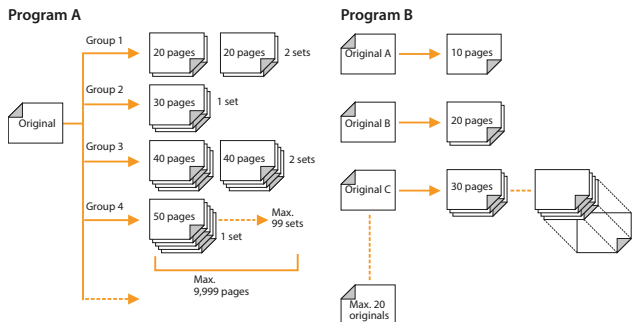 Program A
Group 1
20 pages
20 pages
2 sets
Group 2
30 pages
1 set
Original
Group 3
40 pages
40 pages
2 sets
Group 4
50 pages
1 set
Max.
99 sets
Max.
9,999 pages
Program B
Original A
10 pages
Original B
20 pages
Original C
30 pages
Max. 20
originals